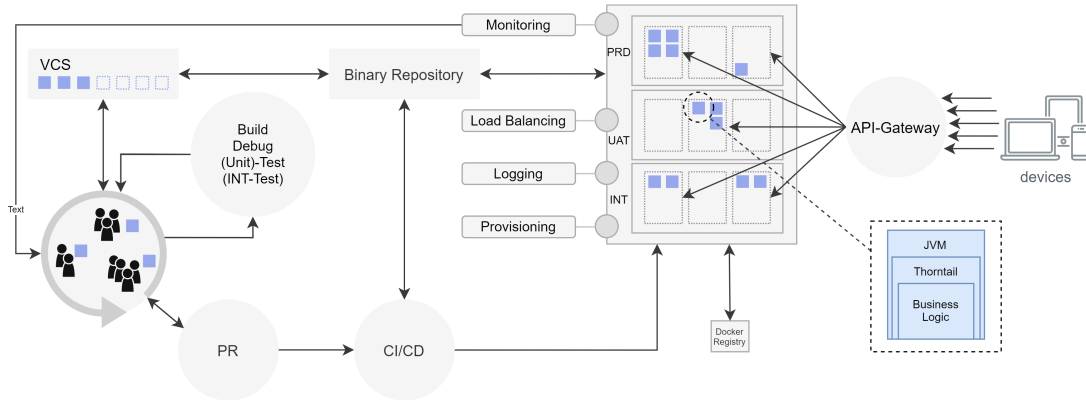 Monitoring
PRD
VCS
Binary Repository
API-Gateway
Load Balancing
UAT
Build
Debug
(Unit)-Test
(INT-Test)
devices
Logging
INT
Text
Provisioning
JVM
Thorntail
Business
Logic
Docker
Registry
PR
CI/CD